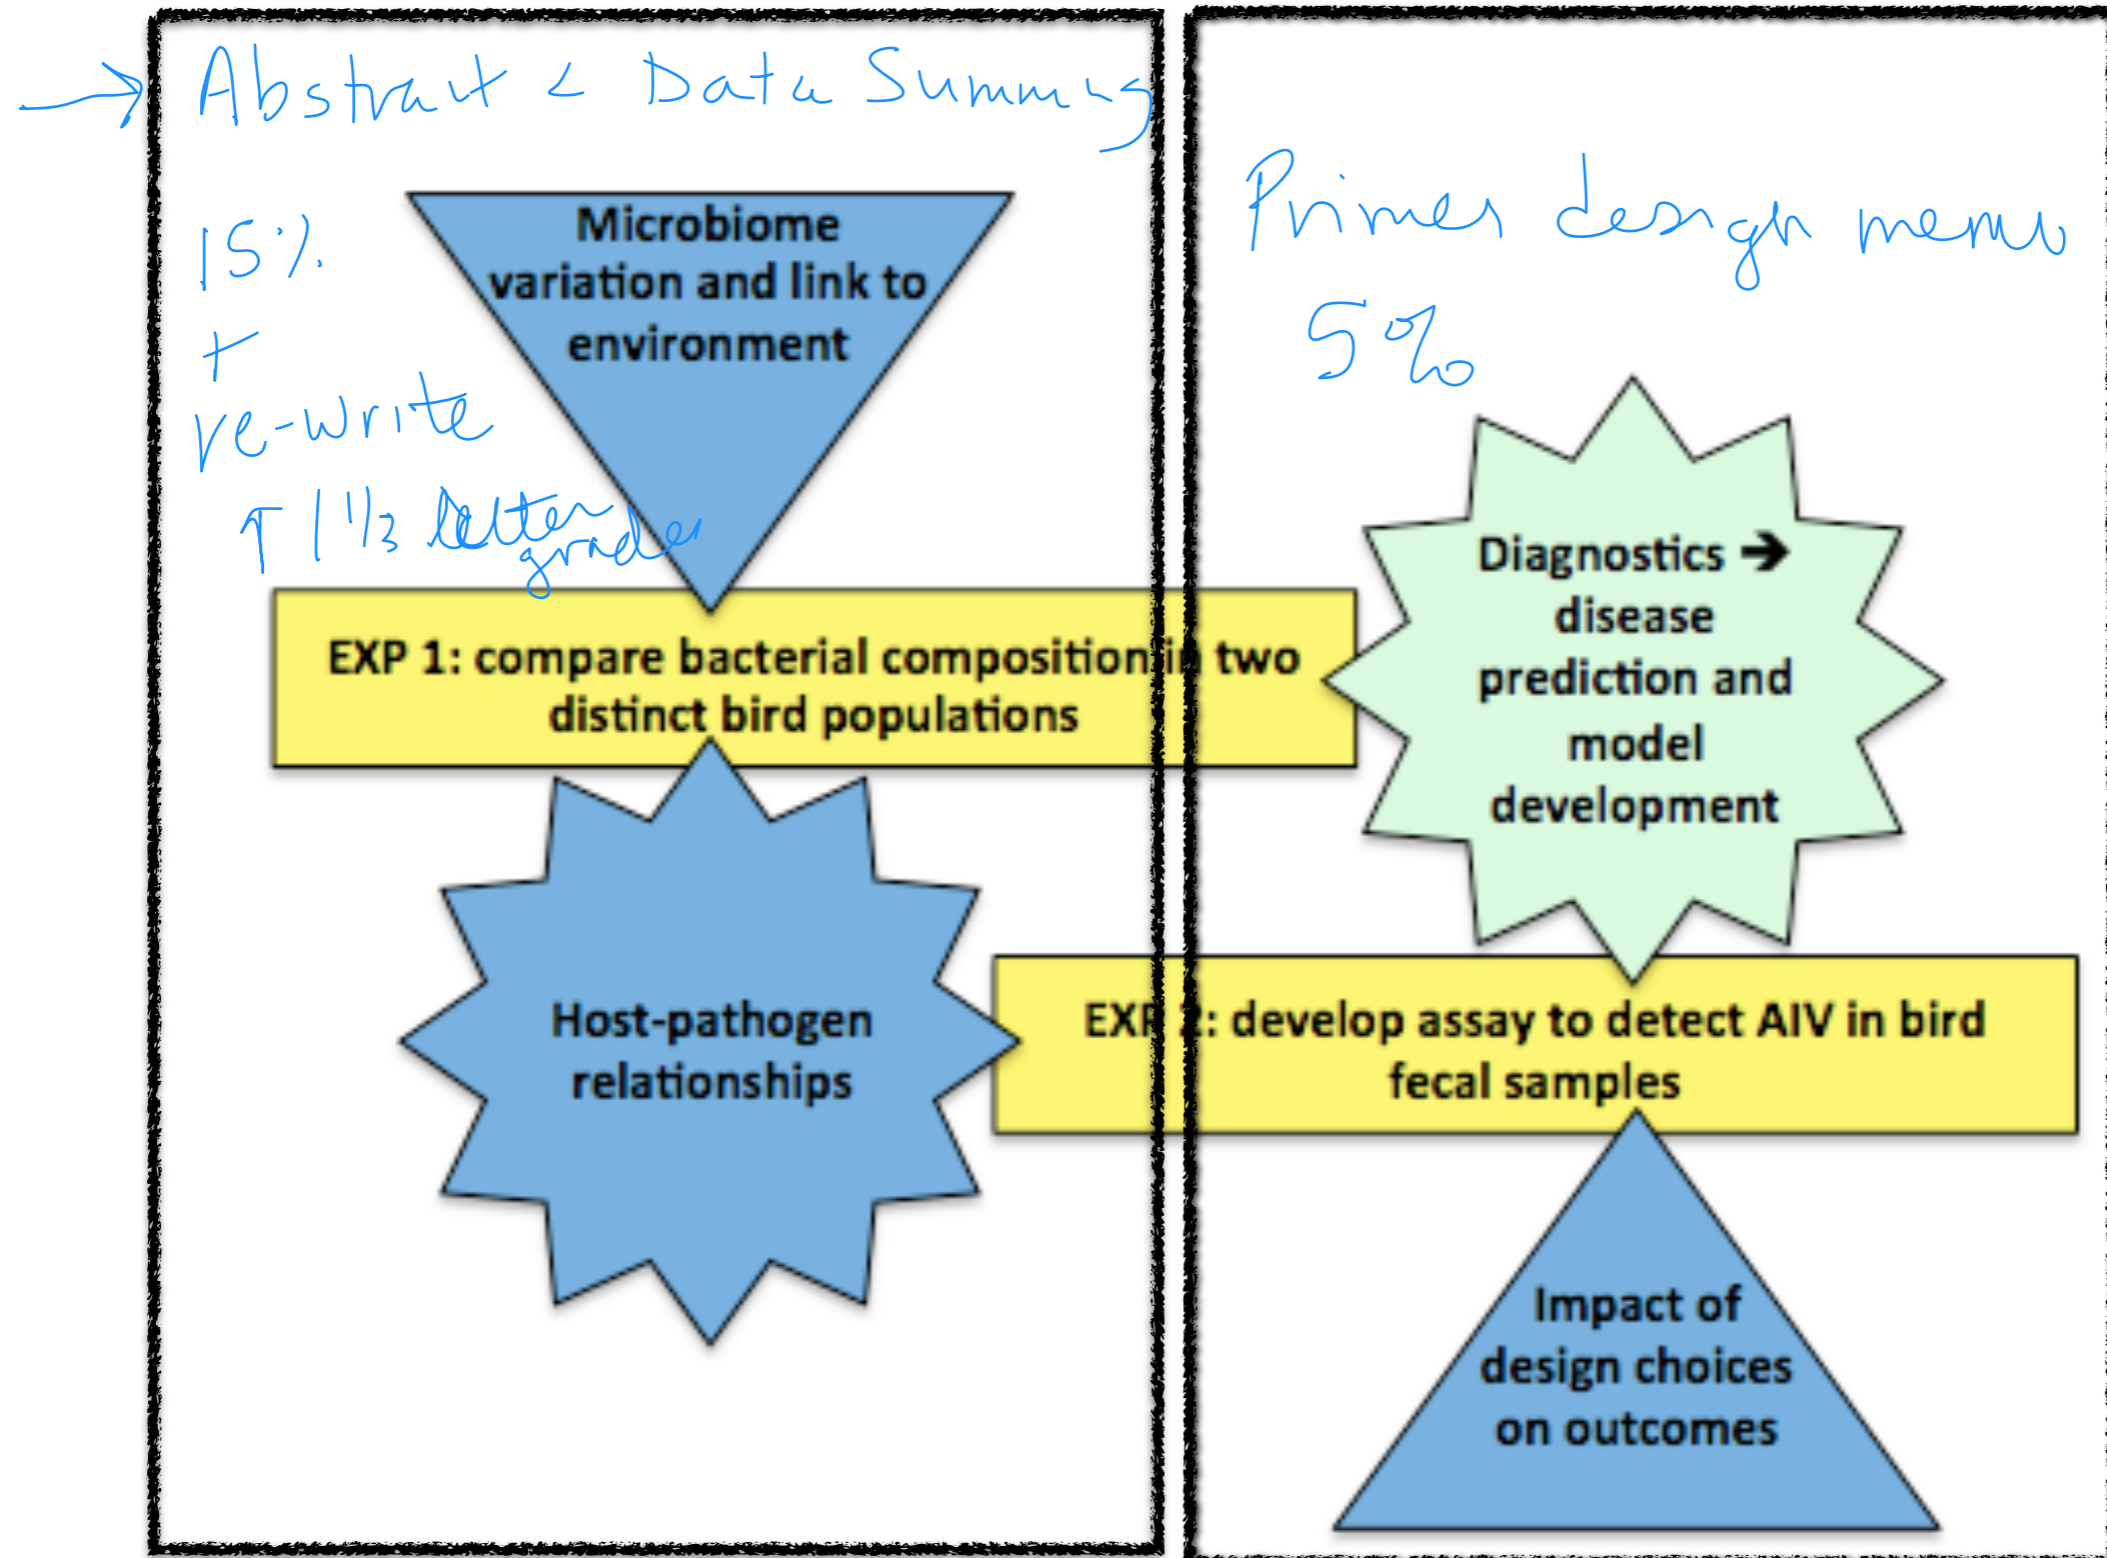 → Abstract & Data Summary
15%
+
re-write
↑ 1 1/3 letter
grades
Microbiome
variation and link to
environment
EXP 1: compare bacterial composition in two
distinct bird populations
Host-pathogen
relationships
Primer design memo
5%
Diagnostics ➔
disease
prediction and
model
development
EXP 2: develop assay to detect AIV in bird
fecal samples
Impact of
design choices
on outcomes